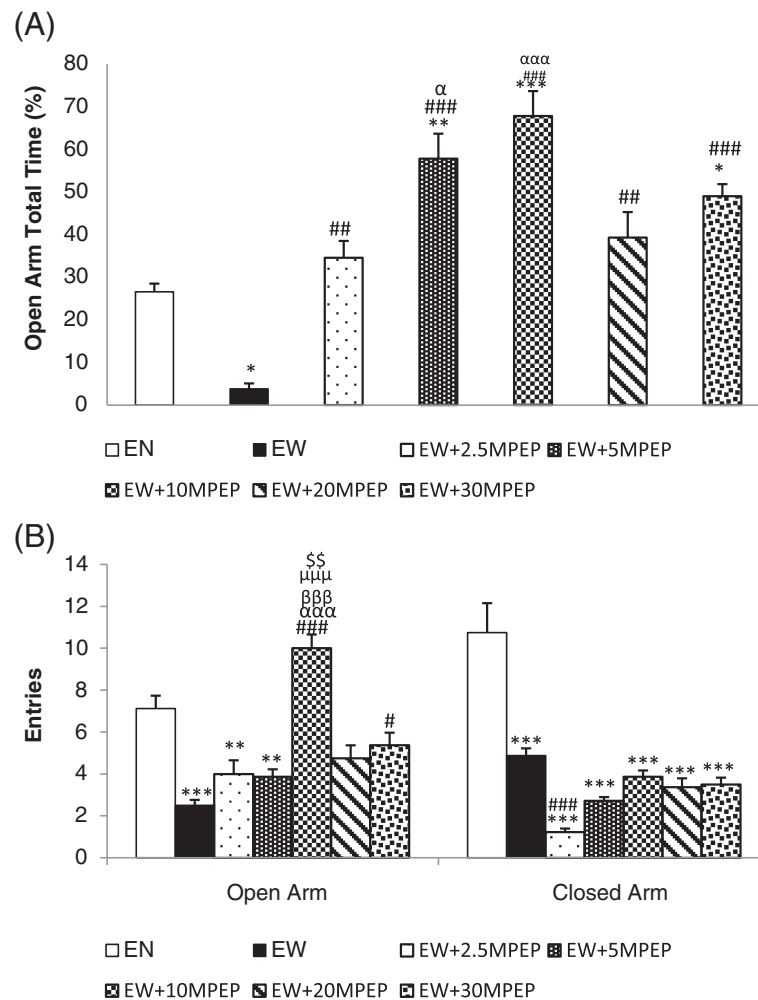 (A)
Open Arm Total Time (%)
80
70
60
50
40
30
20
10
0
*
##
α
###
**
ααα
###
***
##
###
*
EN EW EW+2.5MPEP EW+5MPEP
EW+10MPEP EW+20MPEP EW+30MPEP
(B)
Entries
14
12
10
8
6
4
2
0
***
**
**
$$
μμμ
βββ
ααα
###
#
***
###
***
***
***
***
***
Open Arm Closed Arm
EN EW EW+2.5MPEP EW+5MPEP
EW+10MPEP EW+20MPEP EW+30MPEP